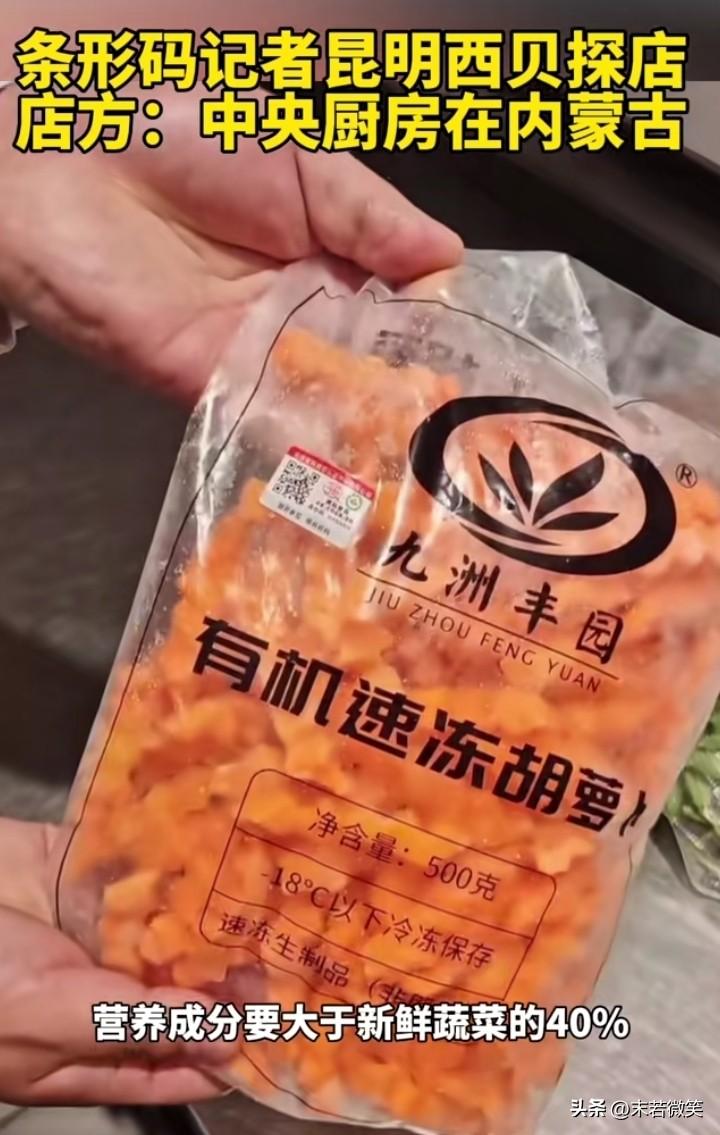 条形码记者昆明西贝探店
店方：中央厨房在内蒙古
®
九洲丰园
JIU ZHOU FENG YUAN
有机速冻胡萝卜
净含量：500克
-18℃以下冷冻保存
速冻生制品（非
营养成分要大于新鲜蔬菜的40%
头条 @末若微笑